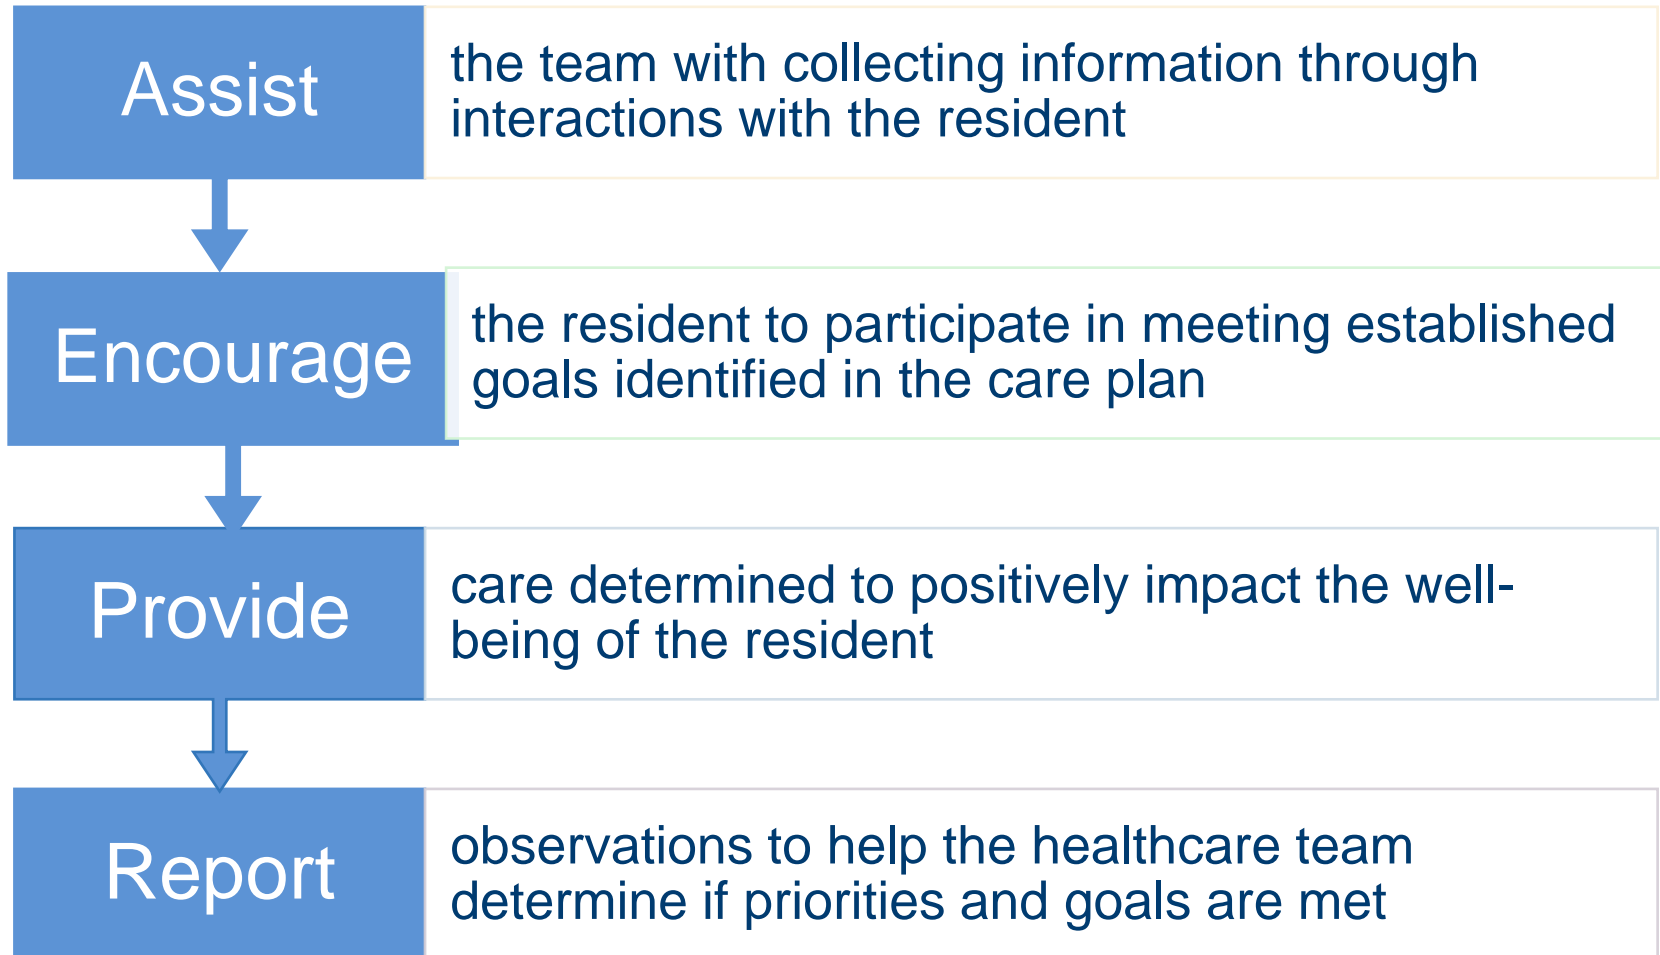 Assist
the team with collecting information through
interactions with the resident
Encourage
the resident to participate in meeting established
goals identified in the care plan
Provide
care determined to positively impact the well-
being of the resident
Report
observations to help the healthcare team
determine if priorities and goals are met